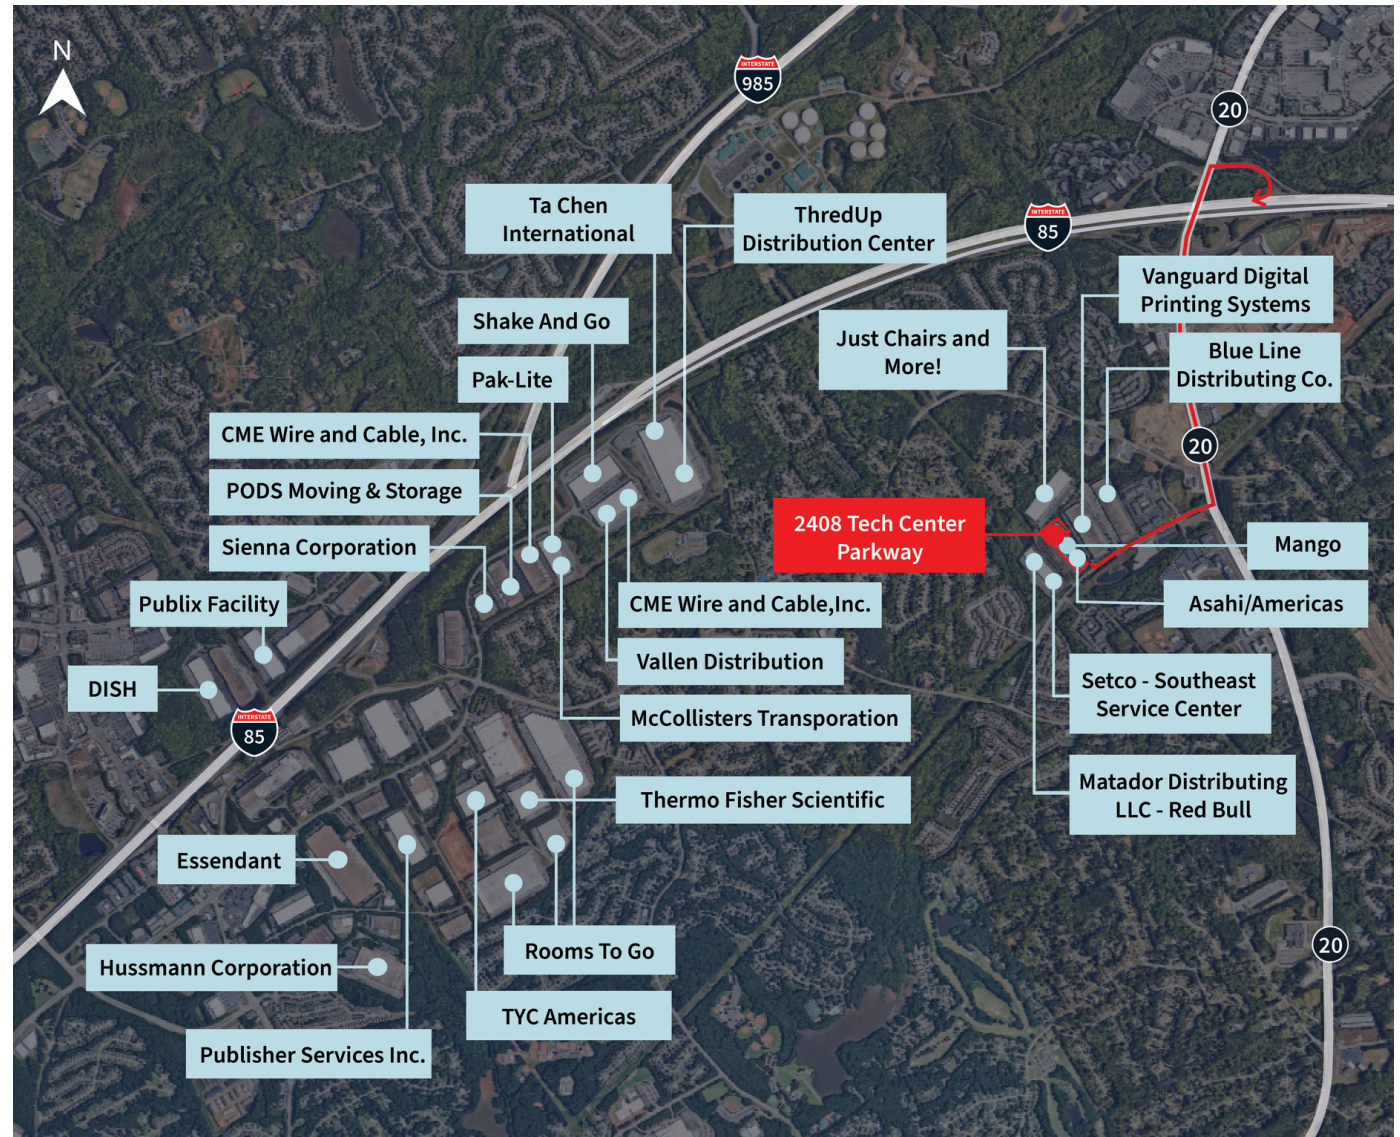 N
INTERSTATE
985
20
Ta Chen
International
ThredUp
Distribution Center
INTERSTATE
85
Vanguard Digital
Printing Systems
Shake And Go
Just Chairs and
More!
Blue Line
Distributing Co.
Pak-Lite
CME Wire and Cable, Inc.
20
PODS Moving & Storage
2408 Tech Center
Parkway
Sienna Corporation
Mango
Publix Facility
CME Wire and Cable,Inc.
Asahi/Americas
Vallen Distribution
DISH
Setco - Southeast
Service Center
McCollisters Transporation
INTERSTATE
85
Matador Distributing
LLC - Red Bull
Thermo Fisher Scientific
Essendant
Rooms To Go
20
Hussmann Corporation
TYC Americas
Publisher Services Inc.